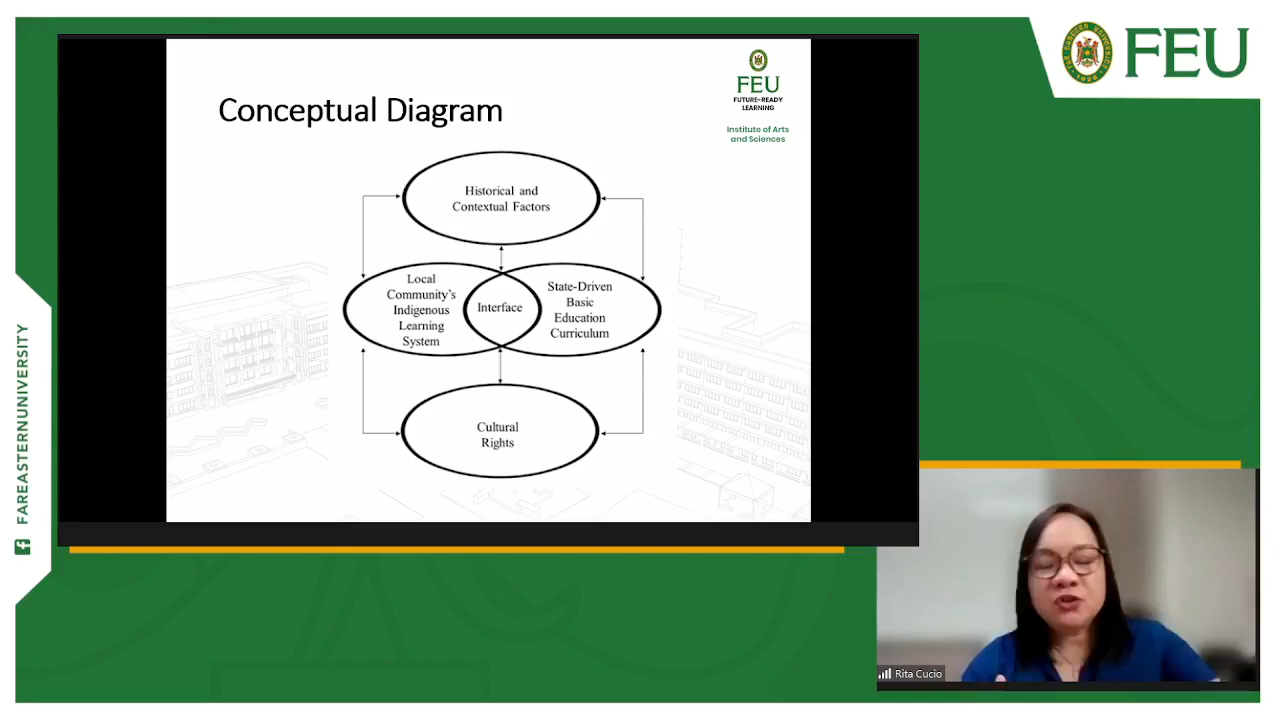 FEU
FEU
FUTURE-READY
LEARNING
Institute of Arts
and Sciences
Conceptual Diagram
Historical and
Contextual Factors
Local
Community's
Indigenous
Learning
System
Interface
State-Driven
Basic
Education
Curriculum
Cultural
Rights
FAREASTERNUNIVERSITY
Rita Cucio